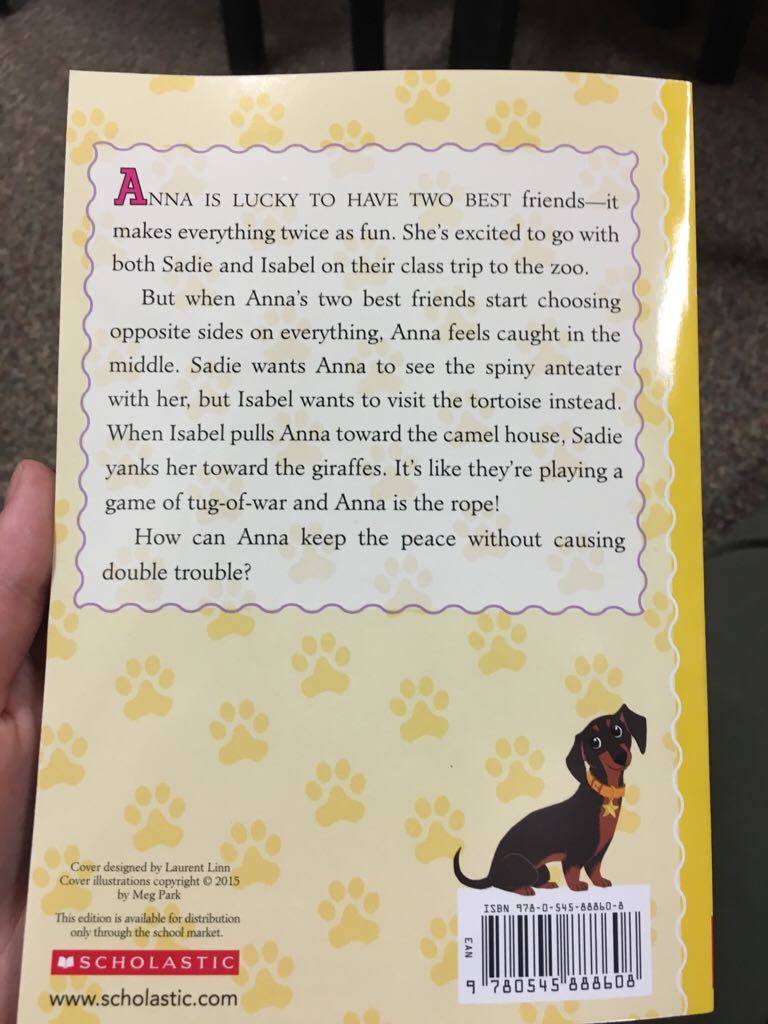 ANNA IS LUCKY TO HAVE TWO BEST friends—it
makes everything twice as fun. She's excited to go with
both Sadie and Isabel on their class trip to the zoo.
But when Anna's two best friends start choosing
opposite sides on everything, Anna feels caught in the
middle. Sadie wants Anna to see the spiny anteater
with her, but Isabel wants to visit the tortoise instead.
When Isabel pulls Anna toward the camel house, Sadie
yanks her toward the giraffes. It's like they're playing a
game of tug-of-war and Anna is the rope!
How can Anna keep the peace without causing
double trouble?
Cover designed by Laurent Linn
Cover illustrations copyright © 2015
by Meg Park
This edition is available for distribution
only through the school market.
SCHOLASTIC
www.scholastic.com
ISBN 978-0-545-88860-8
EAN
9 780545 888608